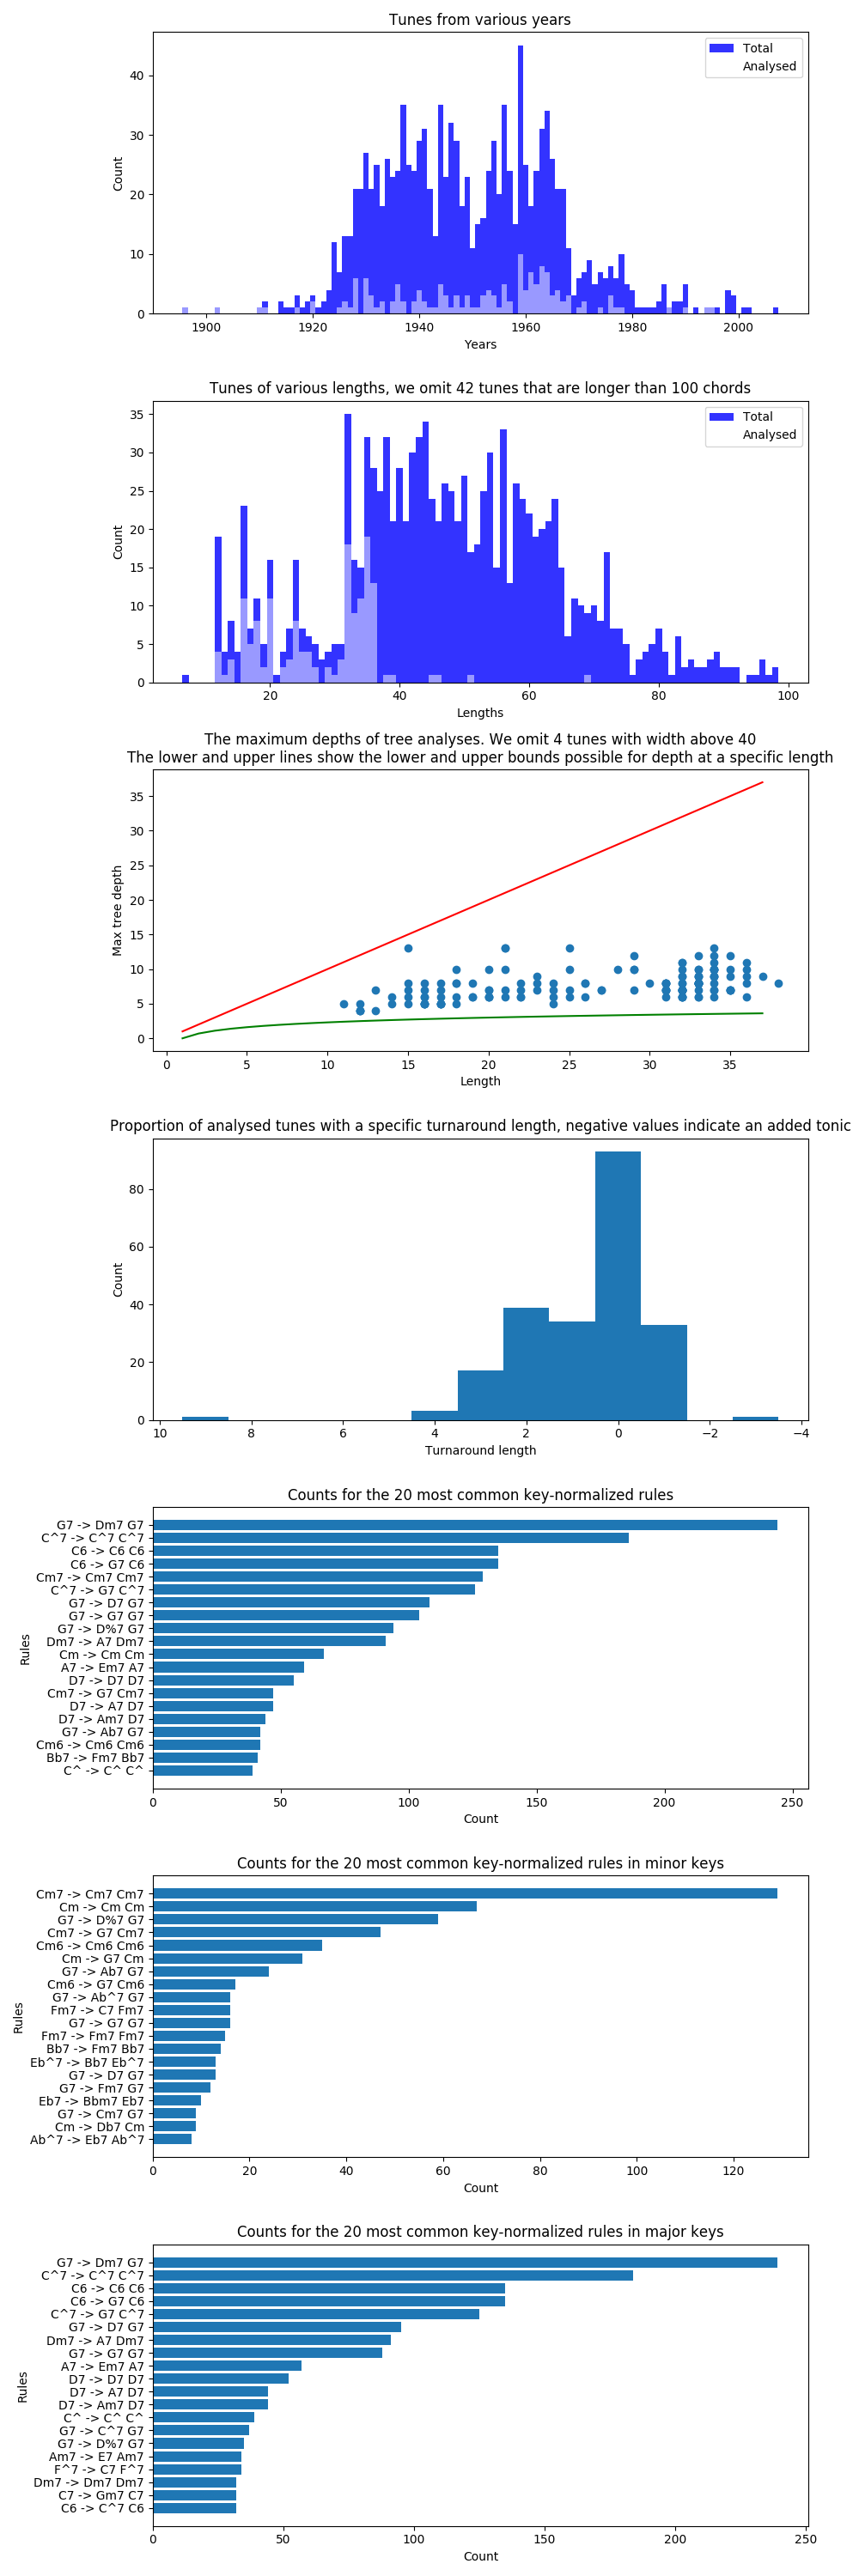 Tunes from various years
Total
Analysed
Count
40
30
20
10
0
1900 1920 1940 1960 1980 2000
Years
Tunes of various lengths, we omit 42 tunes that are longer than 100 chords
Total
Analysed
Count
35
30
25
20
15
10
5
0
20 40 60 80 100
Lengths
The maximum depths of tree analyses. We omit 4 tunes with width above 40
The lower and upper lines show the lower and upper bounds possible for depth at a specific length
Max tree depth
35
30
25
20
15
10
5
0
0 5 10 15 20 25 30 35
Length
Proportion of analysed tunes with a specific turnaround length, negative values indicate an added tonic
Count
80
60
40
20
0
10 8 6 4 2 0 −2 −4
Turnaround length
Counts for the 20 most common key-normalized rules
Rules
G7 -> Dm7 G7
C^7 -> C^7 C^7
C6 -> C6 C6
C6 -> G7 C6
Cm7 -> Cm7 Cm7
C^7 -> G7 C^7
G7 -> D7 G7
G7 -> G7 G7
G7 -> D%7 G7
Dm7 -> A7 Dm7
Cm -> Cm Cm
A7 -> Em7 A7
D7 -> D7 D7
Cm7 -> G7 Cm7
D7 -> A7 D7
D7 -> Am7 D7
G7 -> Ab7 G7
Cm6 -> Cm6 Cm6
Bb7 -> Fm7 Bb7
C^ -> C^ C^
0 50 100 150 200 250
Count
Counts for the 20 most common key-normalized rules in minor keys
Rules
Cm7 -> Cm7 Cm7
Cm -> Cm Cm
G7 -> D%7 G7
Cm7 -> G7 Cm7
Cm6 -> Cm6 Cm6
Cm -> G7 Cm
G7 -> Ab7 G7
Cm6 -> G7 Cm6
G7 -> Ab^7 G7
Fm7 -> C7 Fm7
G7 -> G7 G7
Fm7 -> Fm7 Fm7
Bb7 -> Fm7 Bb7
Eb^7 -> Bb7 Eb^7
G7 -> D7 G7
G7 -> Fm7 G7
Eb7 -> Bbm7 Eb7
G7 -> Cm7 G7
Cm -> Db7 Cm
Ab^7 -> Eb7 Ab^7
0 20 40 60 80 100 120
Count
Counts for the 20 most common key-normalized rules in major keys
Rules
G7 -> Dm7 G7
C^7 -> C^7 C^7
C6 -> C6 C6
C6 -> G7 C6
C^7 -> G7 C^7
G7 -> D7 G7
Dm7 -> A7 Dm7
G7 -> G7 G7
A7 -> Em7 A7
D7 -> D7 D7
D7 -> A7 D7
D7 -> Am7 D7
C^ -> C^ C^
G7 -> C^7 G7
G7 -> D%7 G7
Am7 -> E7 Am7
F^7 -> C7 F^7
Dm7 -> Dm7 Dm7
C7 -> Gm7 C7
C6 -> C^7 C6
0 50 100 150 200 250
Count